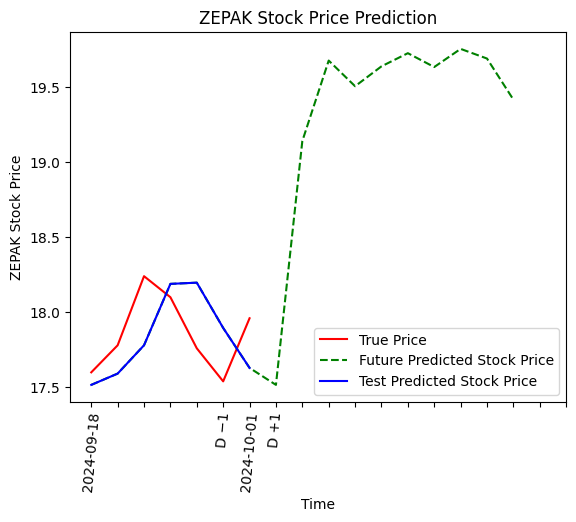 ZEPAK Stock Price Prediction
ZEPAK Stock Price
19.5
19.0
18.5
18.0
17.5
True Price
Future Predicted Stock Price
Test Predicted Stock Price
2024-09-18
D −1
2024-10-01
D +1
Time